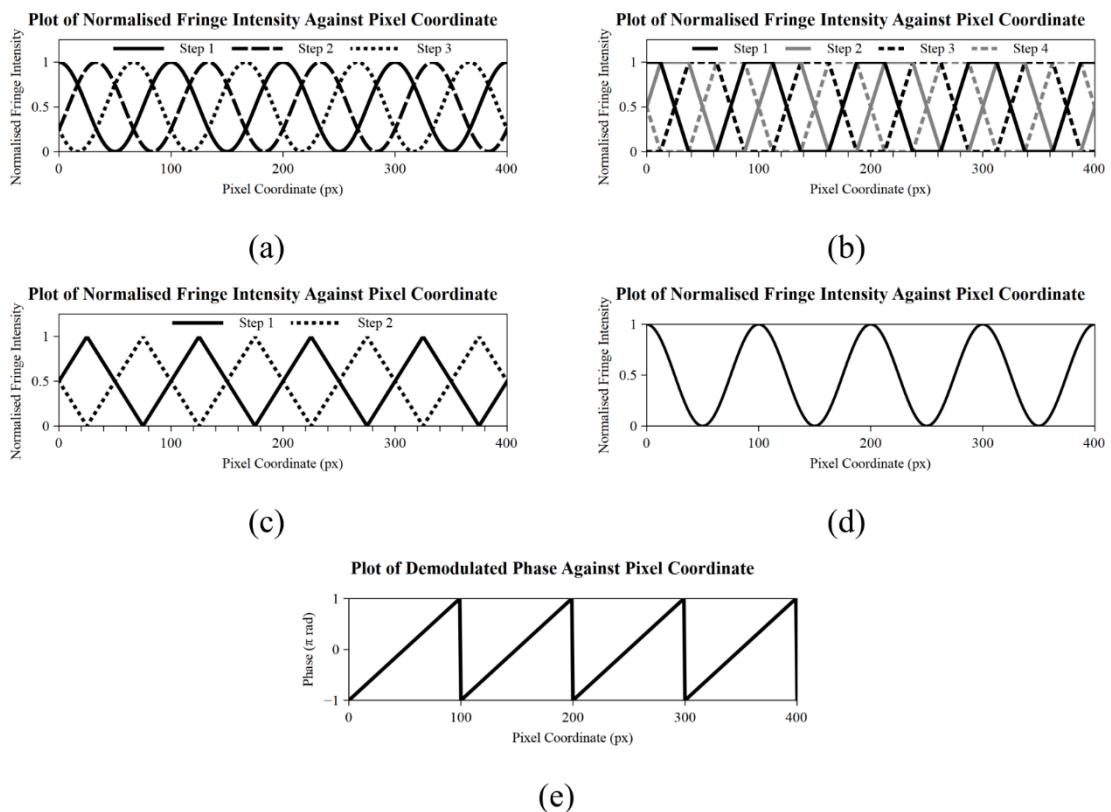 Plot of Normalised Fringe Intensity Against Pixel Coordinate
Normalised Fringe Intensity
Step 1 Step 2 Step 3
1
0.5
0
0 100 200 300 400
Pixel Coordinate (px)
(a)
Plot of Normalised Fringe Intensity Against Pixel Coordinate
Normalised Fringe Intensity
Step 1 Step 2 Step 3 Step 4
1
0.5
0
0 100 200 300 400
Pixel Coordinate (px)
(b)
Plot of Normalised Fringe Intensity Against Pixel Coordinate
Normalised Fringe Intensity
Step 1 Step 2
1
0.5
0
0 100 200 300 400
Pixel Coordinate (px)
(c)
Plot of Normalised Fringe Intensity Against Pixel Coordinate
Normalised Fringe Intensity
1
0.5
0
0 100 200 300 400
Pixel Coordinate (px)
(d)
Plot of Demodulated Phase Against Pixel Coordinate
Phase (π rad)
1
0
−1
0 100 200 300 400
Pixel Coordinate (px)
(e)